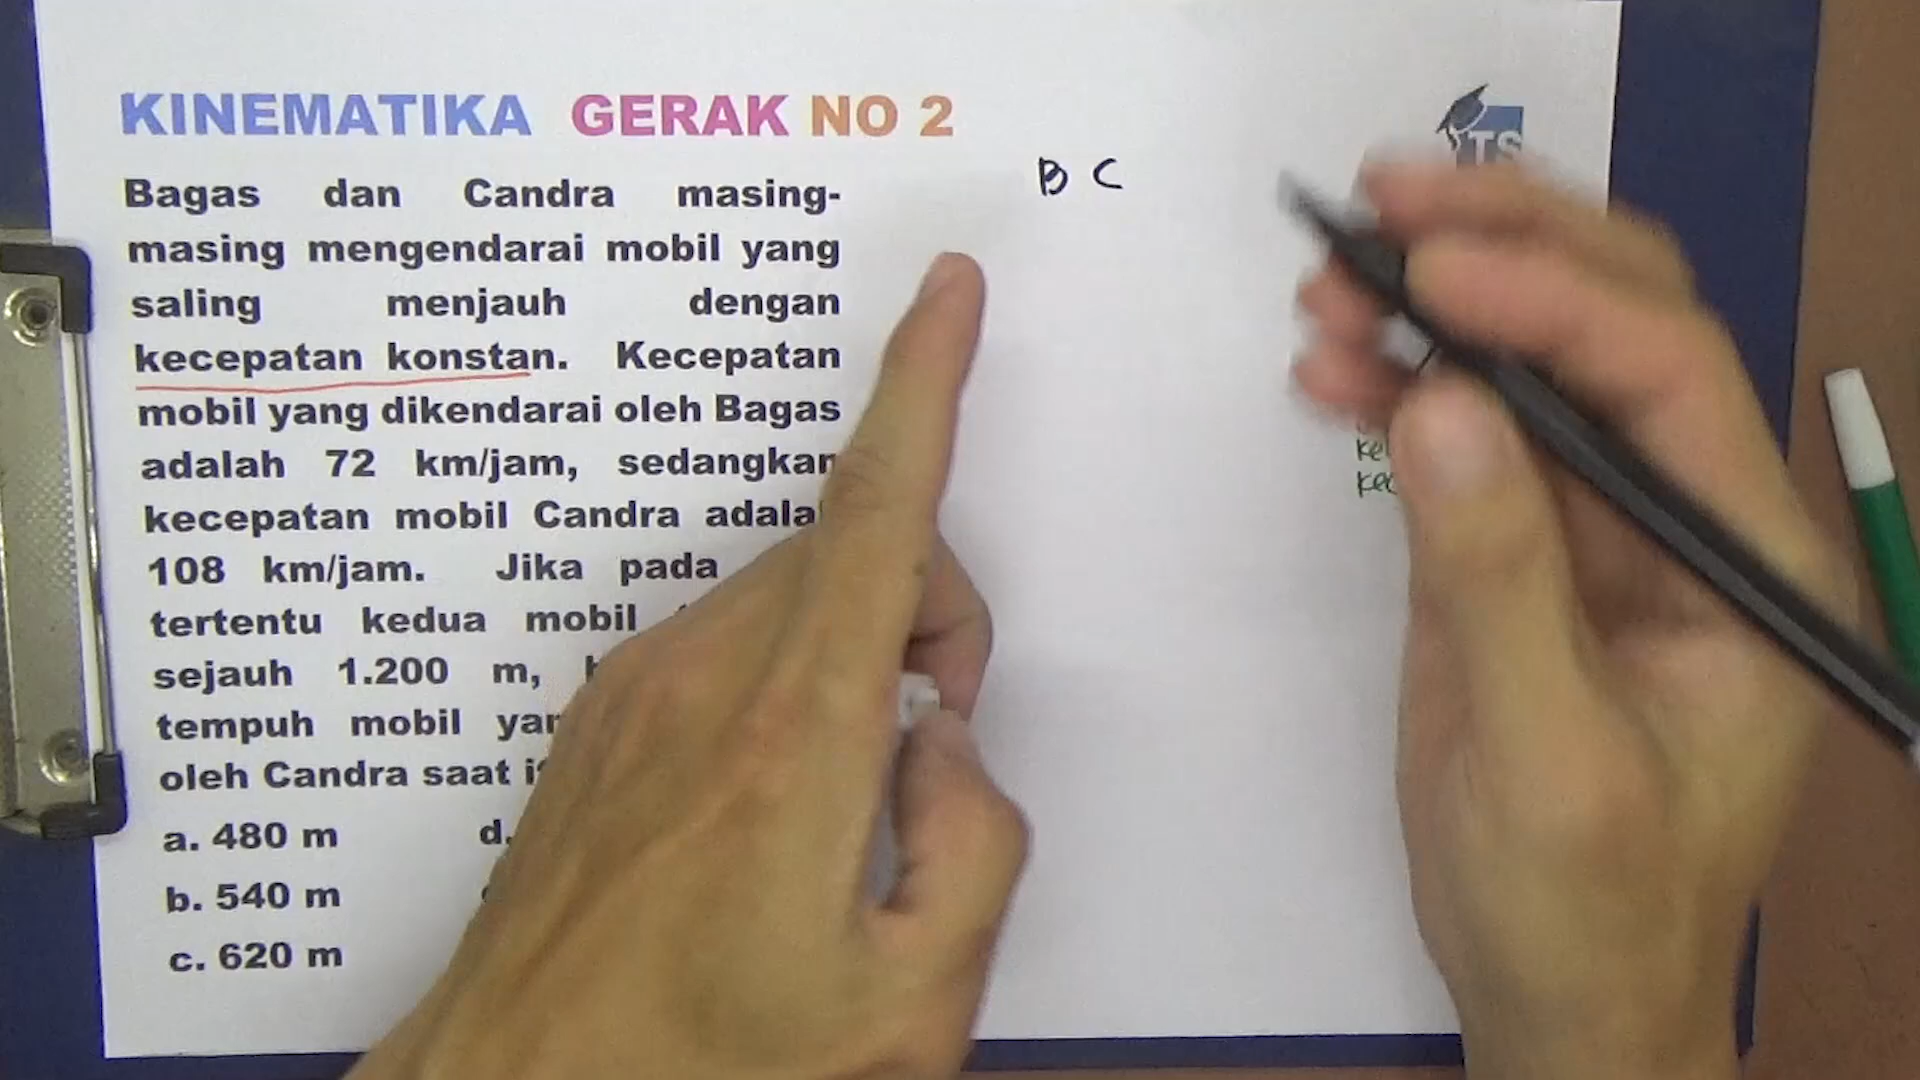 KINEMATIKA GERAK NO 2
TS
B C
Bagas dan Candra masing-
masing mengendarai mobil yang
saling menjauh dengan
kecepatan konstan. Kecepatan
mobil yang dikendarai oleh Bagas
adalah 72 km/jam, sedangkan
kecepatan mobil Candra adala
108 km/jam. Jika pada
tertentu kedua mobil
sejauh 1.200 m,
tempuh mobil
oleh Candra saat
a. 480 m
d.
b. 540 m
c. 620 m